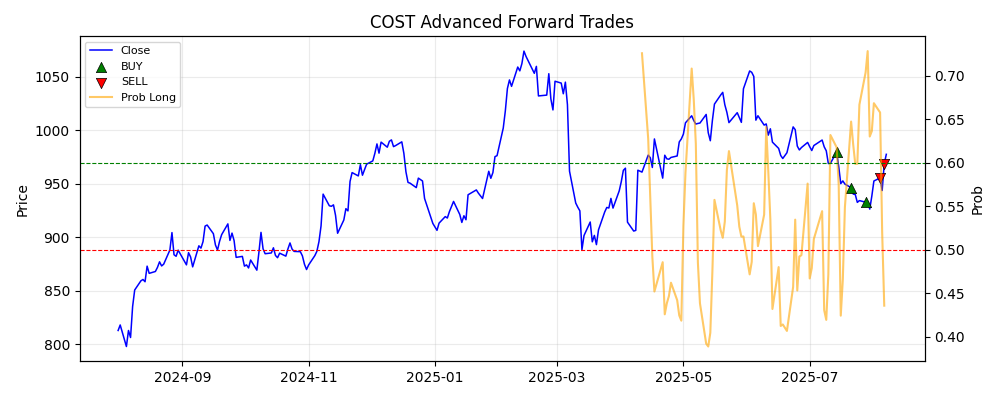 COST Advanced Forward Trades
Close
BUY
SELL
Prob Long
Price
1050
1000
950
900
850
800
0.70
0.65
0.60
0.55
0.50
0.45
0.40
Prob
2024-09
2024-11
2025-01
2025-03
2025-05
2025-07